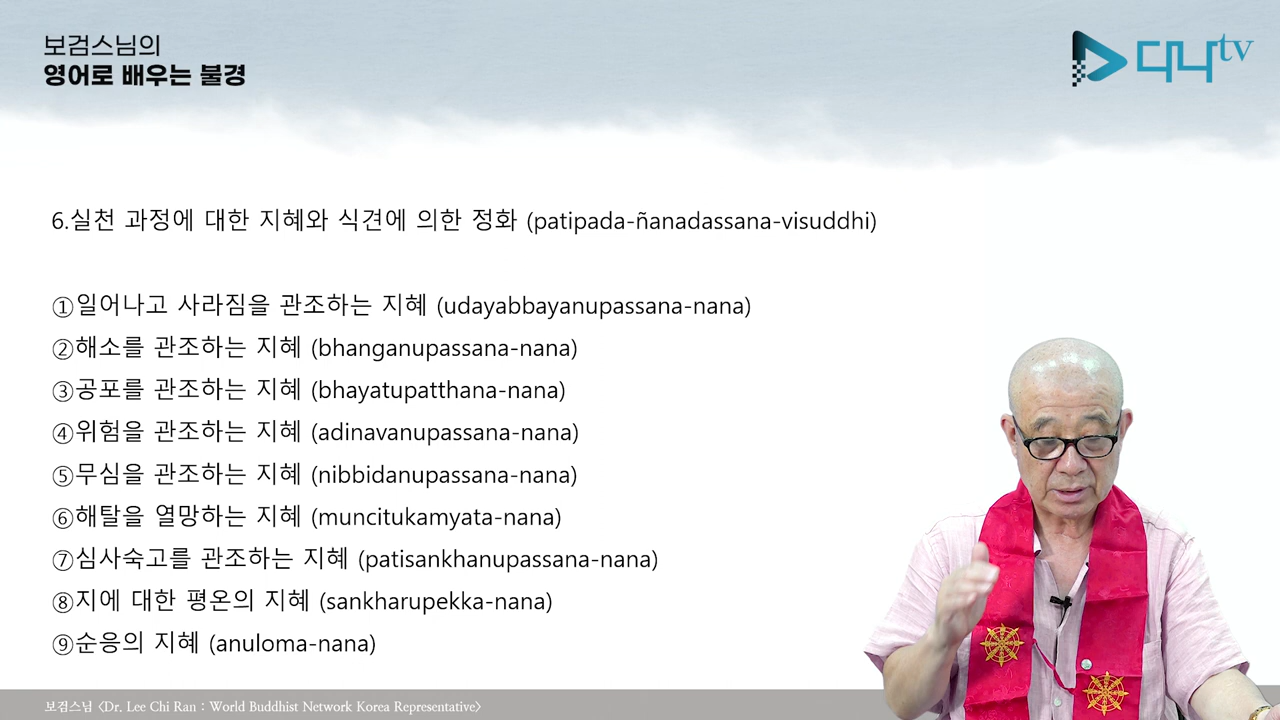 보검스님의
영어로 배우는 불경
다나tv
6.실천 과정에 대한 지혜와 식견에 의한 정화 (patipada-ñanadassana-visuddhi)
①일어나고 사라짐을 관조하는 지혜 (udayabbayanupassana-nana)
②해소를 관조하는 지혜 (bhanganupassana-nana)
③공포를 관조하는 지혜 (bhayatupatthana-nana)
④위험을 관조하는 지혜 (adinavanupassana-nana)
⑤무심을 관조하는 지혜 (nibbidanupassana-nana)
⑥해탈을 열망하는 지혜 (muncitukamyata-nana)
⑦심사숙고를 관조하는 지혜 (patisankhanupassana-nana)
⑧지에 대한 평온의 지혜 (sankharupekka-nana)
⑨순응의 지혜 (anuloma-nana)
보검스님 <Dr. Lee Chi Ran : World Buddhist Network Korea Representative>